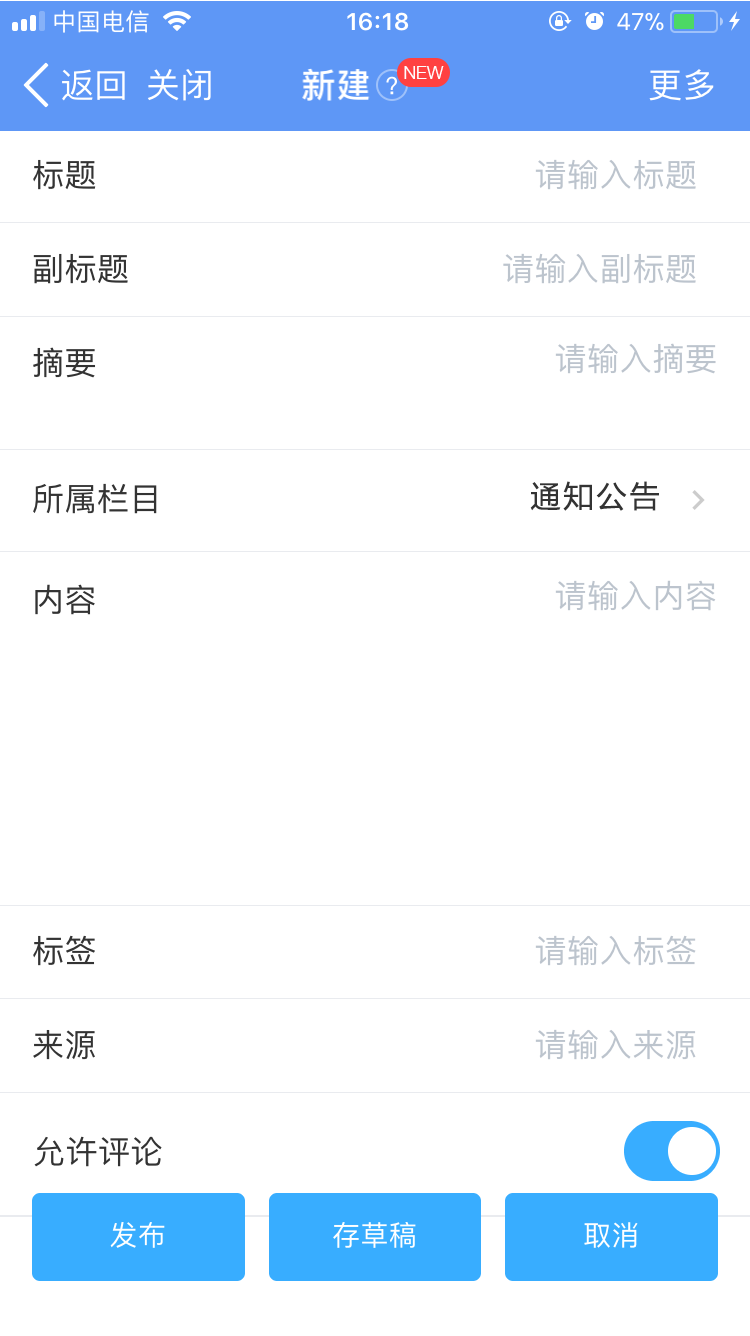 中国电信 16:18 47%
返回 关闭 新建 ? NEW 更多
标题 请输入标题
副标题 请输入副标题
摘要 请输入摘要
所属栏目 通知公告
内容 请输入内容
标签 请输入标签
来源 请输入来源
允许评论
发布 存草稿 取消